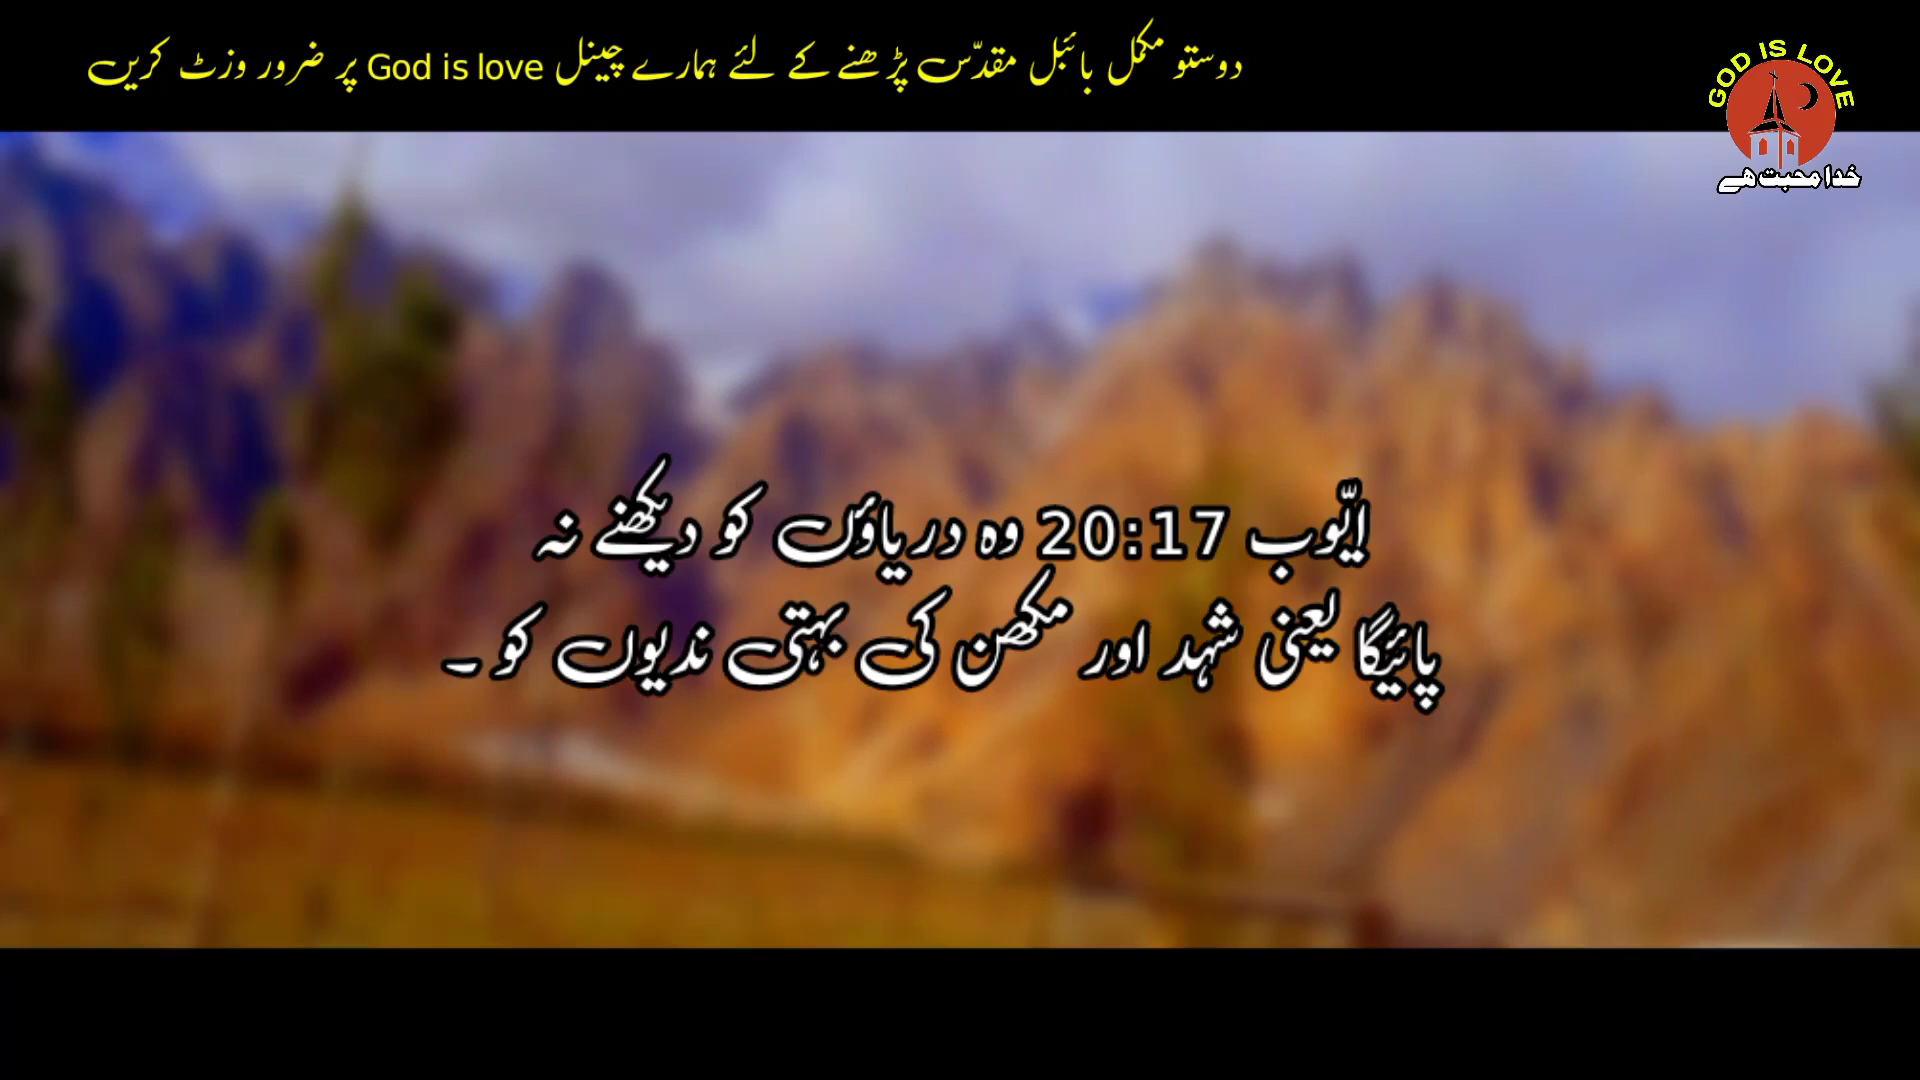 دوستو مکمل بائبل مقدّس پڑھنے کے لئے ہمارے چینل God is love پر ضرور وزٹ کریں
GOD IS LOVE
خدا محبت ھے
ایّوب 20:17 وہ دریاؤں کو دیکھنے نہ
پائیگا یعنی شہد اور مکھن کی بہتی ندیوں کو ۔